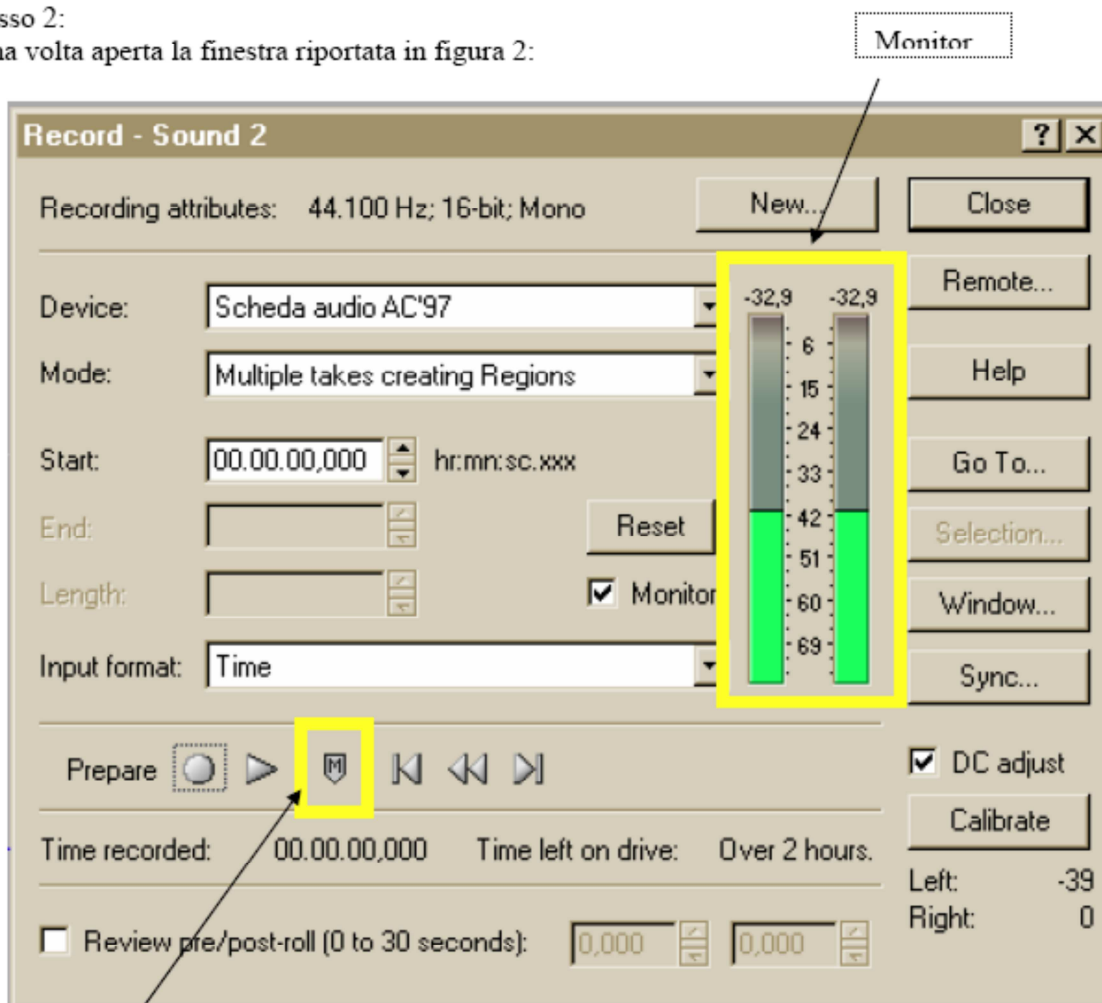 sso 2:
na volta aperta la finestra riportata in figura 2:
Monitor
Record - Sound 2
Recording attributes: 44.100 Hz; 16-bit; Mono
New...
Close
Device: Scheda audio AC'97
Remote...
Mode: Multiple takes creating Regions
Help
-32,9 -32,9
6
15
24
33
42
51
60
69
Start: 00.00.00,000 hr:mn:sc.xxx
Go To...
End:
Reset
Selection...
Length:
Monitor
Window...
Input format: Time
Sync...
Prepare M
DC adjust
Calibrate
Time recorded: 00.00.00,000 Time left on drive: Over 2 hours.
Left: -39
Right: 0
Review pre/post-roll (0 to 30 seconds): 0,000 0,000